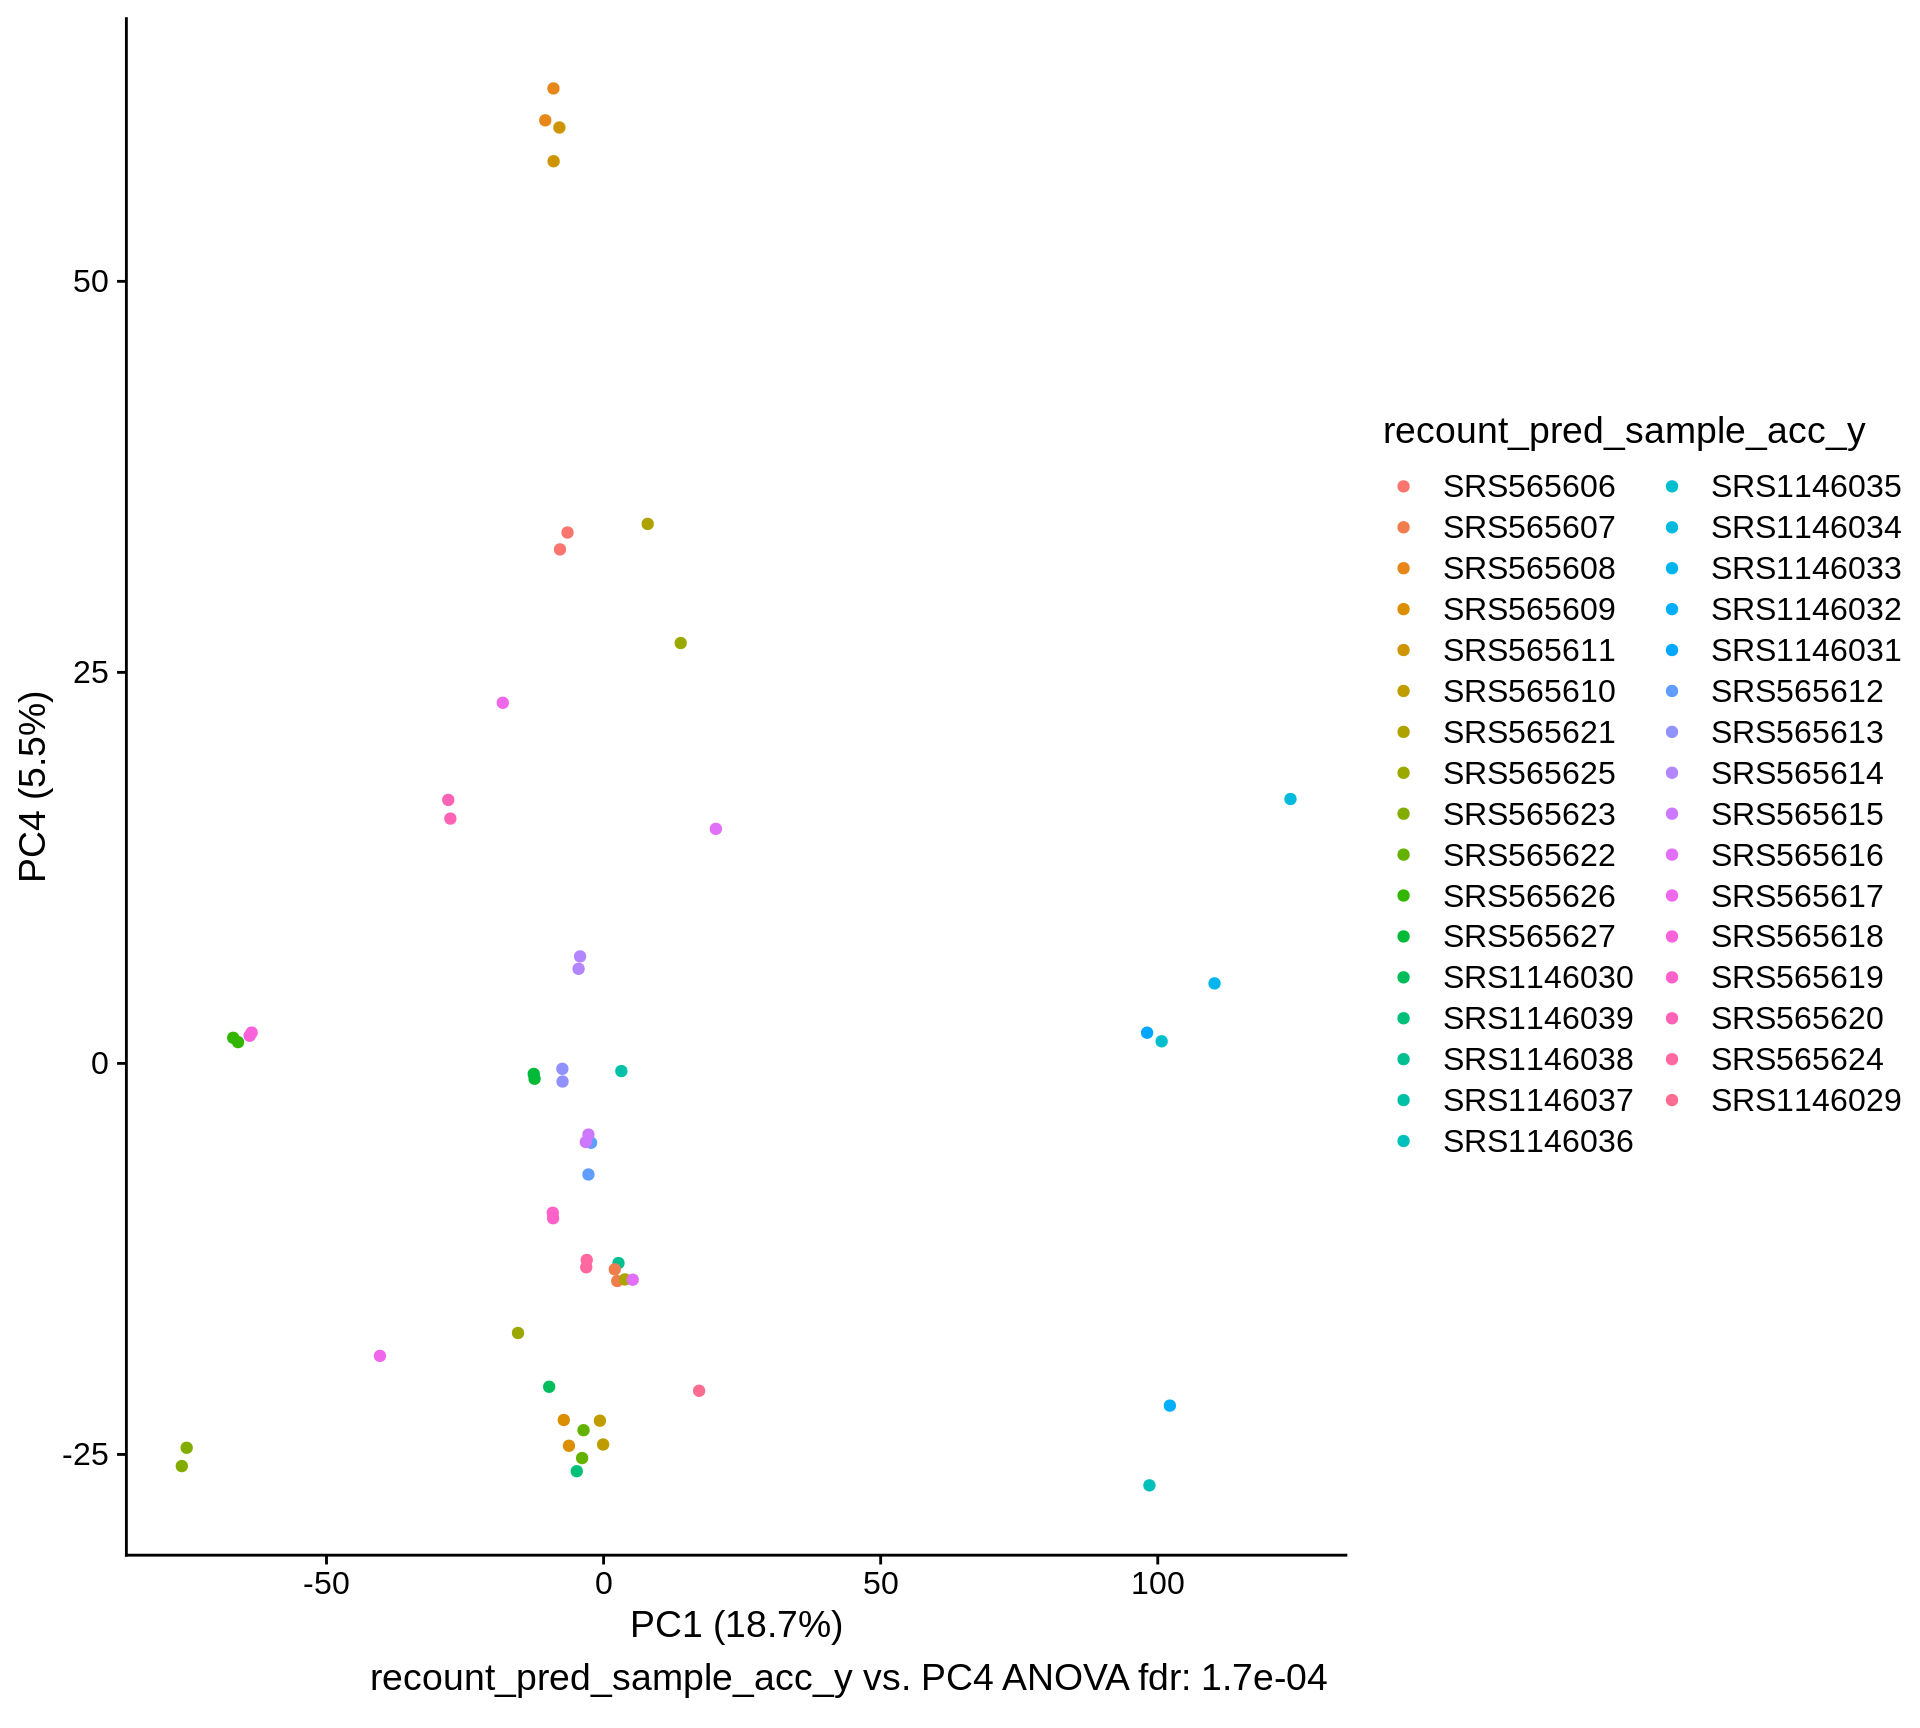 50
25
0
-25
PC4 (5.5%)
-50
0
50
100
PC1 (18.7%)
recount_pred_sample_acc_y vs. PC4 ANOVA fdr: 1.7e-04
recount_pred_sample_acc_y
SRS565606
SRS565607
SRS565608
SRS565609
SRS565611
SRS565610
SRS565621
SRS565625
SRS565623
SRS565622
SRS565626
SRS565627
SRS1146030
SRS1146039
SRS1146038
SRS1146037
SRS1146036
SRS1146035
SRS1146034
SRS1146033
SRS1146032
SRS1146031
SRS565612
SRS565613
SRS565614
SRS565615
SRS565616
SRS565617
SRS565618
SRS565619
SRS565620
SRS565624
SRS1146029